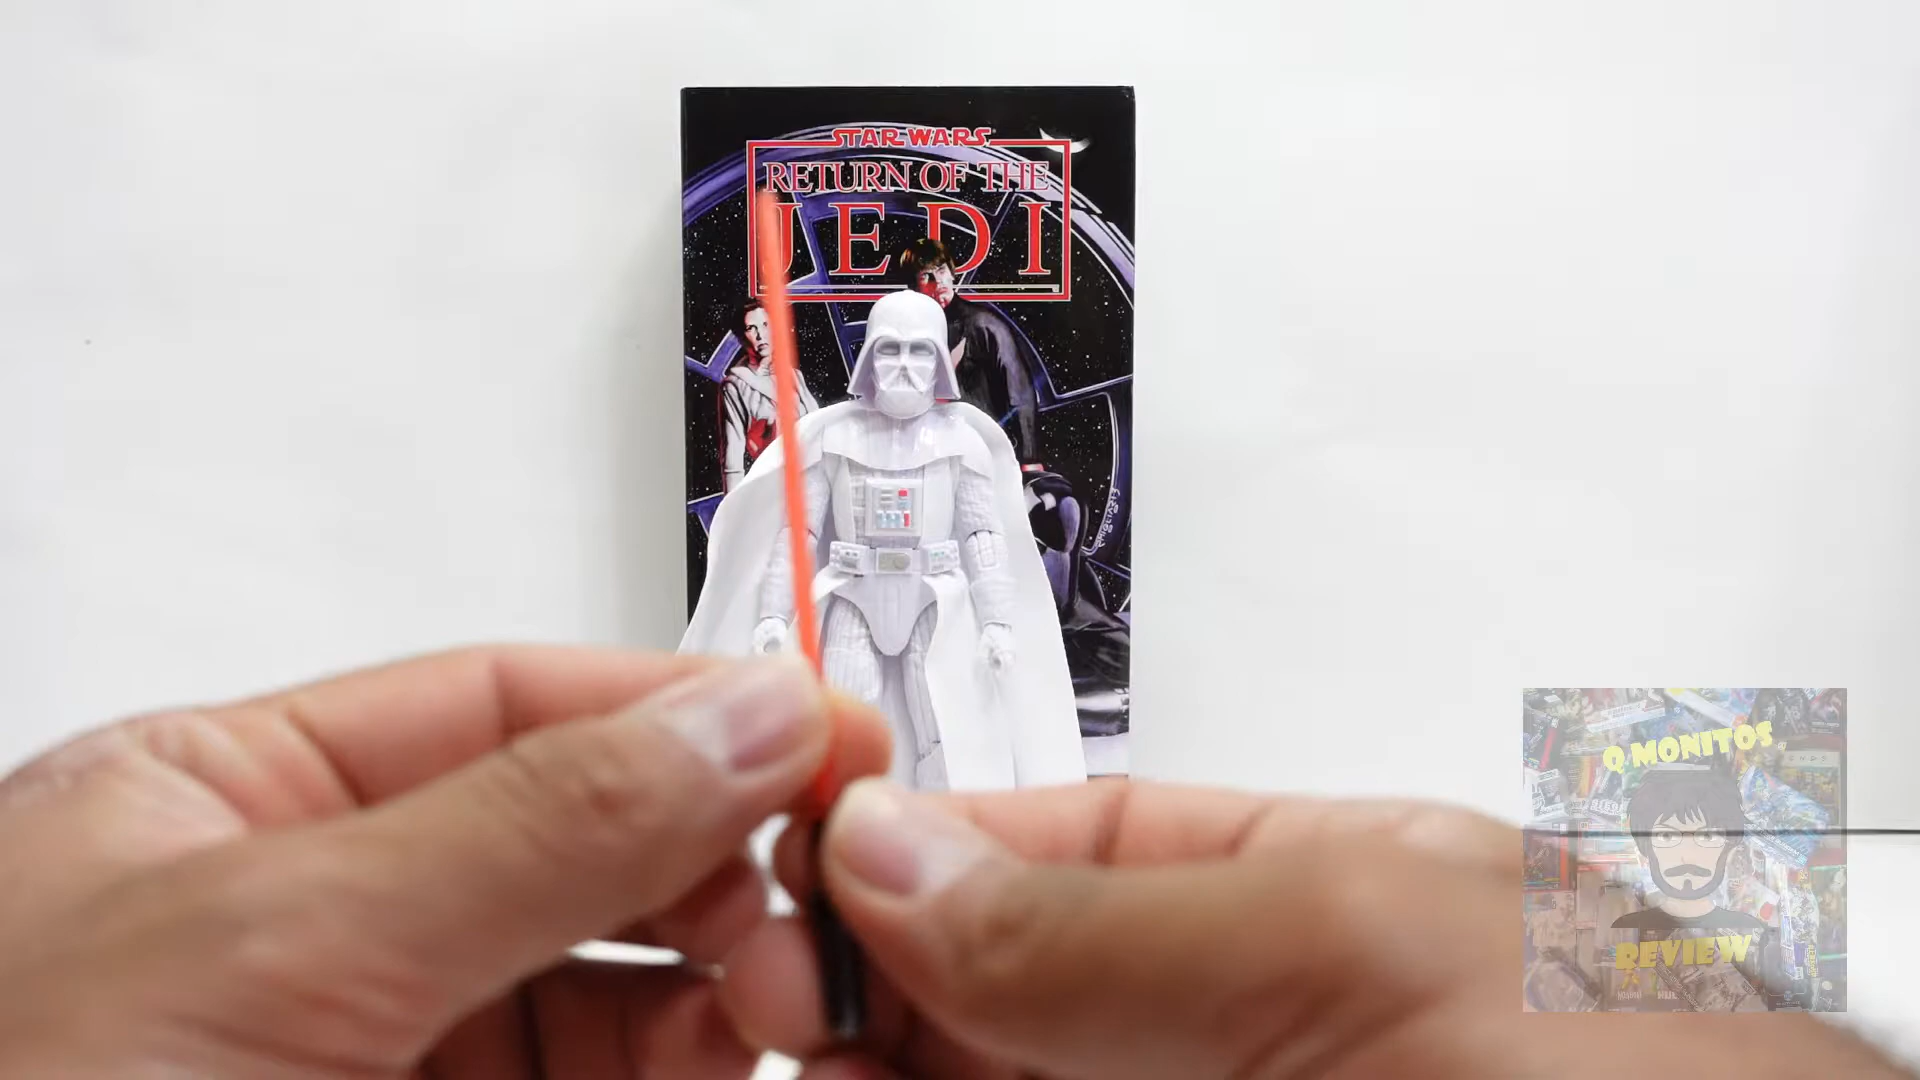 STAR WARS
RETURN OF THE
JEDI
Q MONITOS
REVIEW